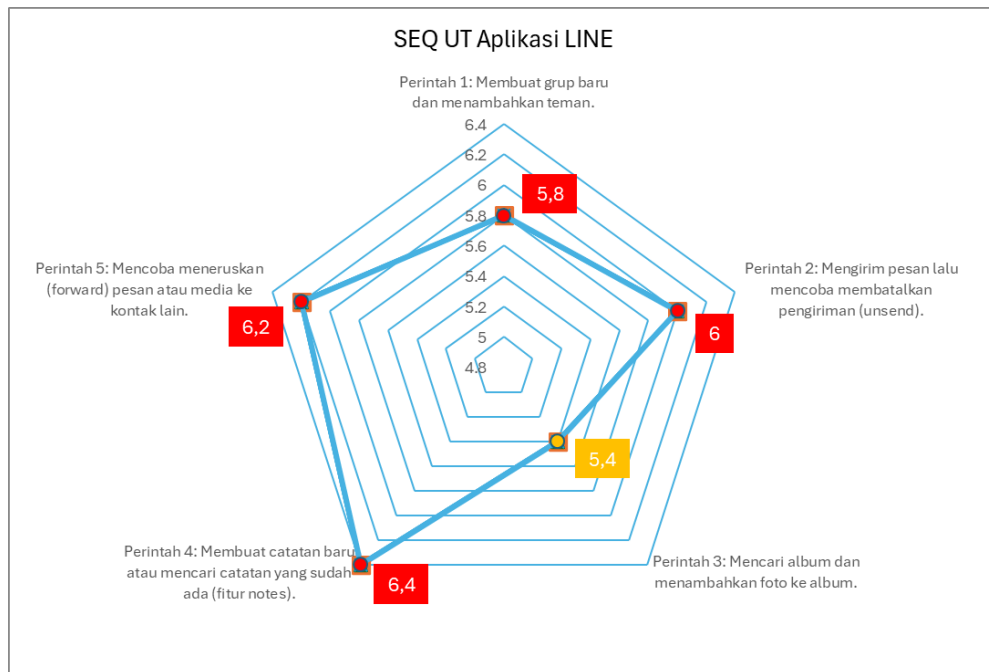 SEQ UT Aplikasi LINE
Perintah 1: Membuat grup baru
dan menambahkan teman.
6.4
6.2
6
5.8
5.6
5.4
5.2
5
4.8
5,8
Perintah 2: Mengirim pesan lalu
mencoba membatalkan
pengiriman (unsend).
6
Perintah 5: Mencoba meneruskan
(forward) pesan atau media ke
kontak lain.
6,2
5,4
Perintah 4: Membuat catatan baru
atau mencari catatan yang sudah
ada (fitur notes).
6,4
Perintah 3: Mencari album dan
menambahkan foto ke album.